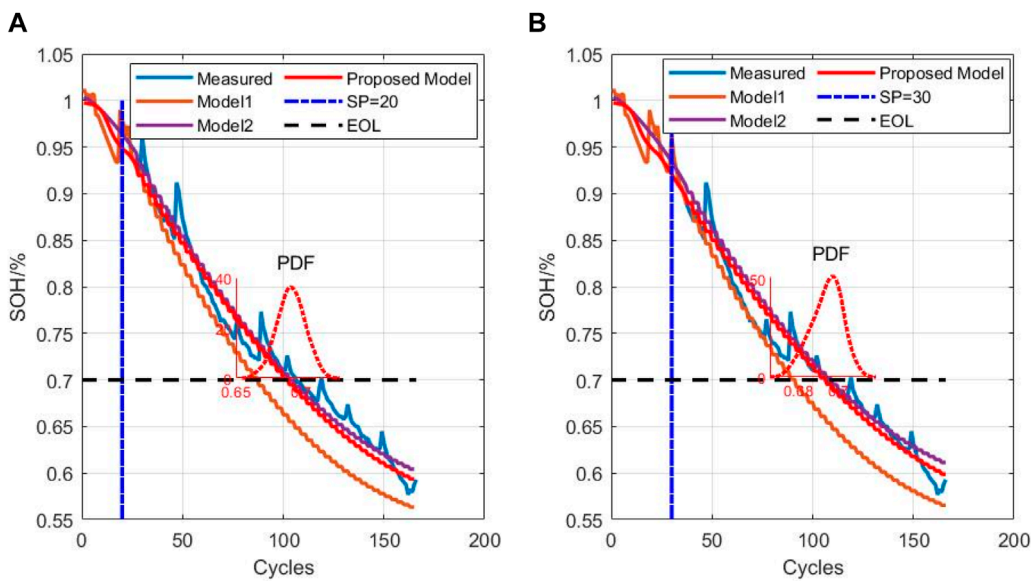 A
1.05
1
0.95
0.9
0.85
0.8
0.75
0.7
0.65
0.6
0.55
SOH/%
Measured
Model1
Model2
Proposed Model
SP=20
EOL
PDF
40
0
0.65
0 50 100 150 200
Cycles
B
1.05
1
0.95
0.9
0.85
0.8
0.75
0.7
0.65
0.6
0.55
SOH/%
Measured
Model1
Model2
Proposed Model
SP=30
EOL
PDF
50
0
0.68
0 50 100 150 200
Cycles